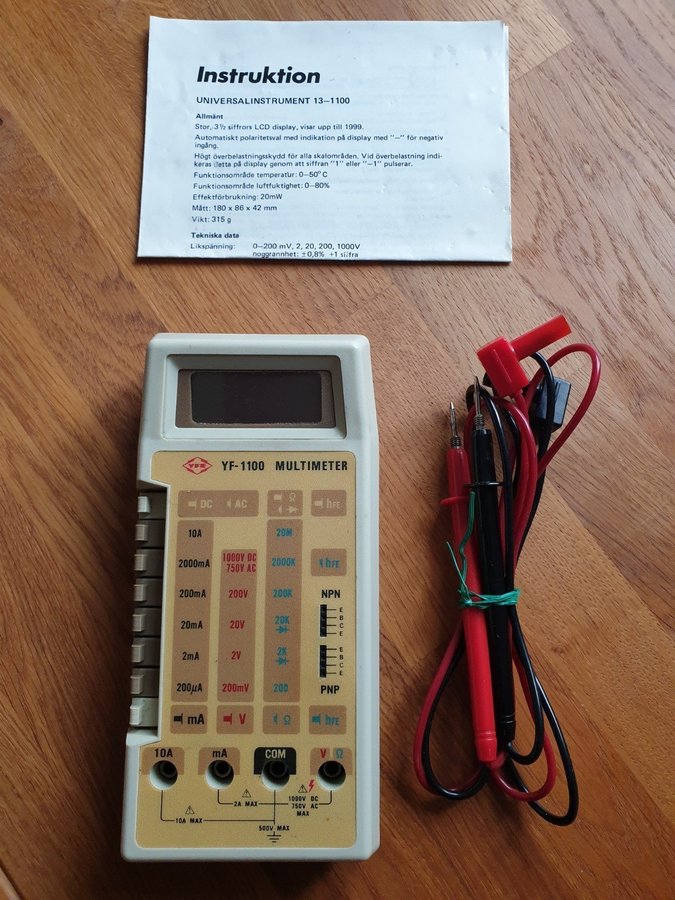 Instruktion
UNIVERSALINSTRUMENT 13–1100
Allmänt
Stor, 3½ siffrors LCD display, visar upp till 1999.
Automatiskt polaritetsval med indikation på display med "–" för negativ
ingång.
Högt överbelastningsskydd för alla skalområden. Vid överbelastning indi-
keras detta på display genom att siffran "1" eller "–1" pulserar.
Funktionsområde temperatur: 0–50°C
Funktionsområde luftfuktighet: 0–80%
Effektförbrukning: 20mW
Mått: 180 x 86 x 42 mm
Vikt: 315 g
Tekniska data
Likspänning: 0–200 mV, 2, 20, 200, 1000V
noggrannhet: ±0,8% +1 siffra
YFE YF-1100 MULTIMETER
DC AC Ω hFE
10A 20M
2000mA 1000V DC 2000K hFE
750V AC
200mA 200V 200K NPN
20mA 20V 20K E B C E
2mA 2V 2K E B C E
200μA 200mV 200 PNP
mA V Ω hFE
10A mA COM V Ω
2A MAX 1000V DC
750V AC
MAX
10A MAX
500V MAX